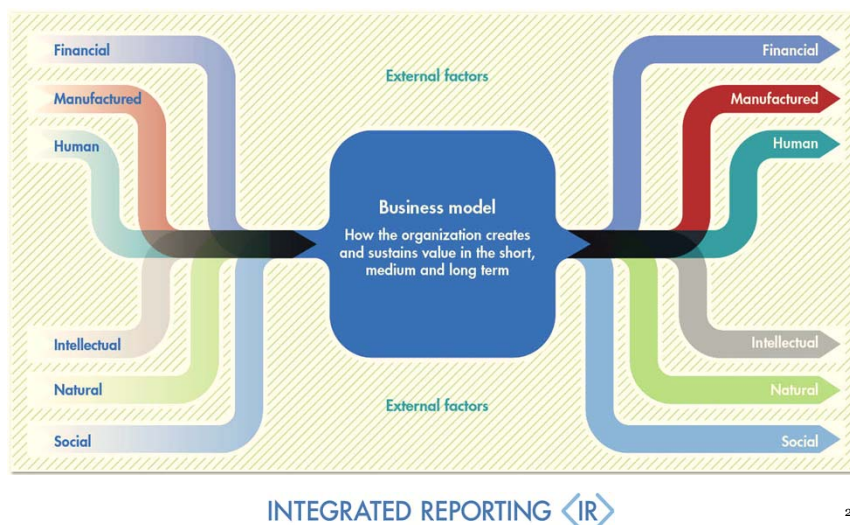 Financial
Manufactured
Human
Intellectual
Natural
Social
External factors
Business model
How the organization creates
and sustains value in the short,
medium and long term
External factors
Financial
Manufactured
Human
Intellectual
Natural
Social
INTEGRATED REPORTING <IR>
2